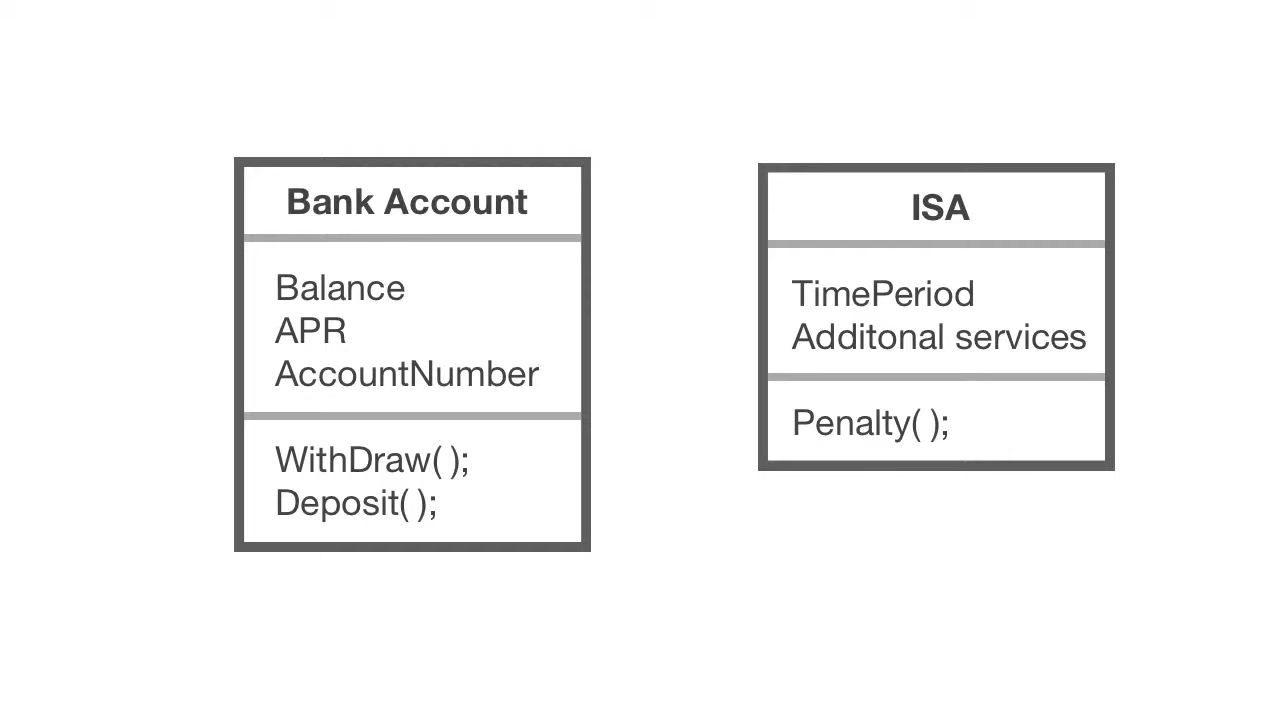 Bank Account
Balance
APR
AccountNumber
WithDraw( );
Deposit( );
ISA
TimePeriod
Additonal services
Penalty( );